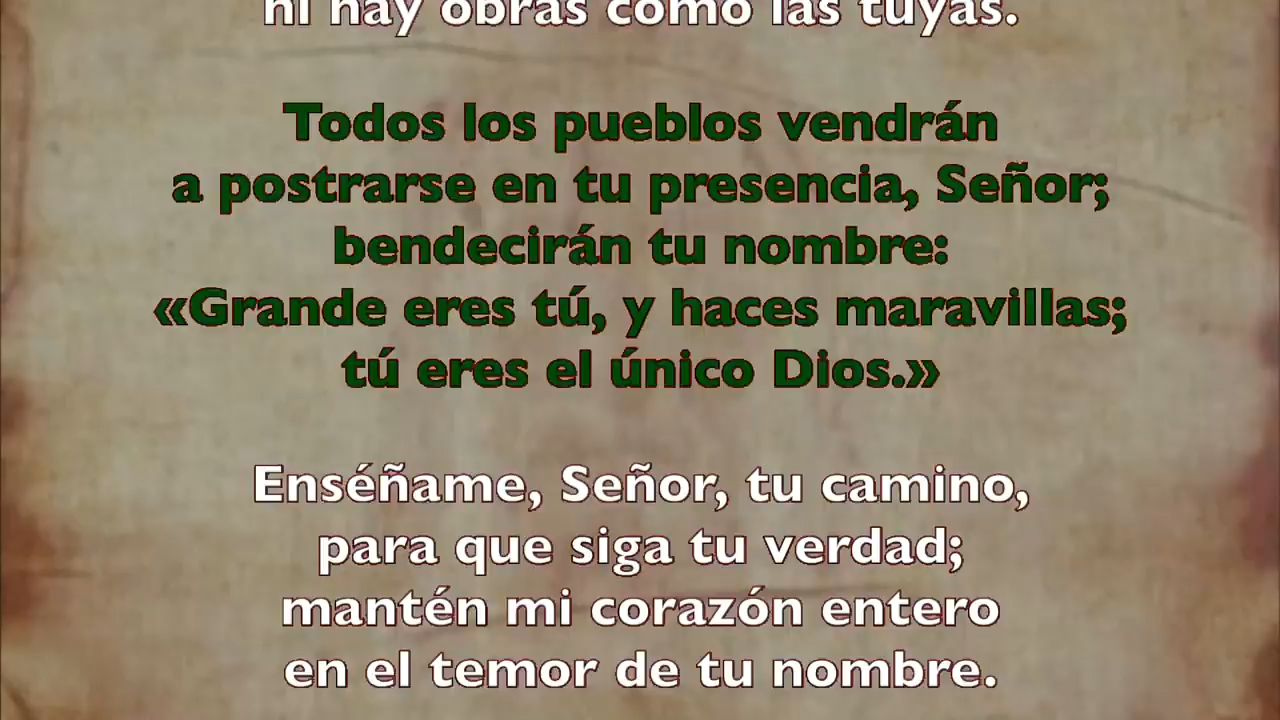 ni hay obras como las tuyas.
Todos los pueblos vendrán
a postrarse en tu presencia, Señor;
bendecirán tu nombre:
«Grande eres tú, y haces maravillas;
tú eres el único Dios.»
Enséñame, Señor, tu camino,
para que siga tu verdad;
mantén mi corazón entero
en el temor de tu nombre.